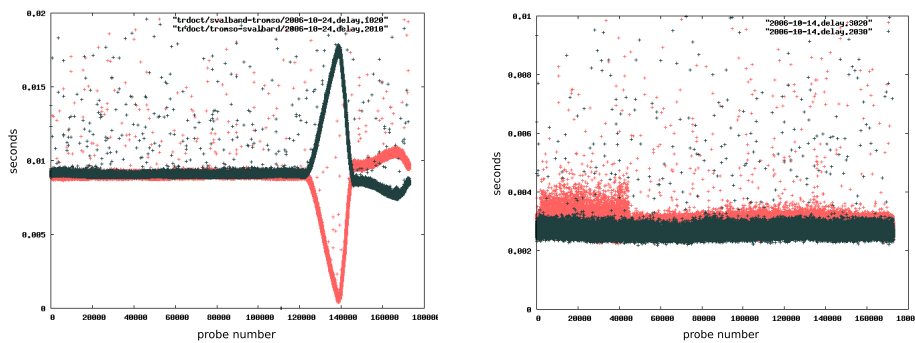 0.02
0.015
0.01
0.005
0
seconds
"trdoct/svalbard-tromso/2006-10-24.delay.1020"
"trdoct/tromso-svalbard/2006-10-24.delay.2010"
0 20000 40000 60000 80000 100000 120000 140000 160000 180000
probe number
0.01
0.008
0.006
0.004
0.002
0
seconds
"2006-10-14.delay.3020"
"2006-10-14.delay.2030"
0 20000 40000 60000 80000 100000 120000 140000 160000 1800
probe number